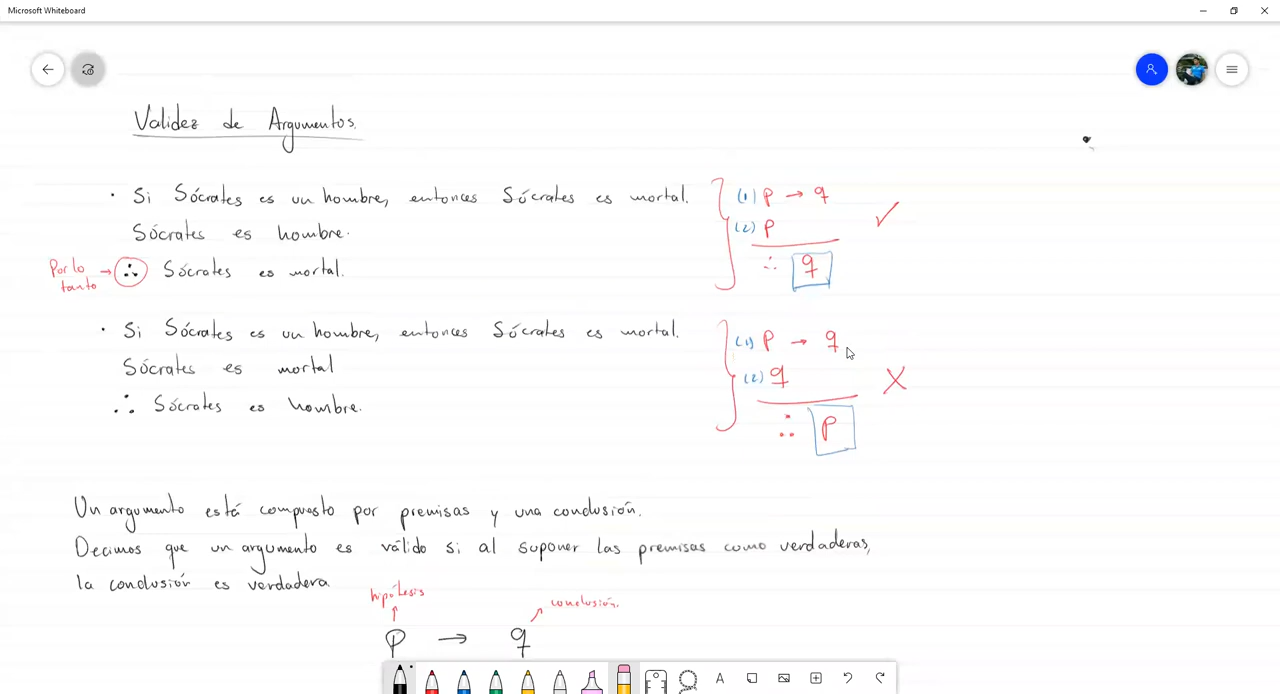 Microsoft Whiteboard
Validez de Argumentos.
· Si Sócrates es un hombre, entonces Sócrates es mortal.
Sócrates es hombre.
Por lo tanto → ∴ Sócrates es mortal.
(1) p → q
(2) p
∴ q
✓
· Si Sócrates es un hombre, entonces Sócrates es mortal.
Sócrates es mortal
∴ Sócrates es hombre.
(1) p → q
(2) q
∴ p
X
Un argumento está compuesto por premisas y una conclusión.
Decimos que un argumento es válido si al suponer las premisas como verdaderas,
la conclusión es verdadera
hipótesis
conclusión.
p → q
A